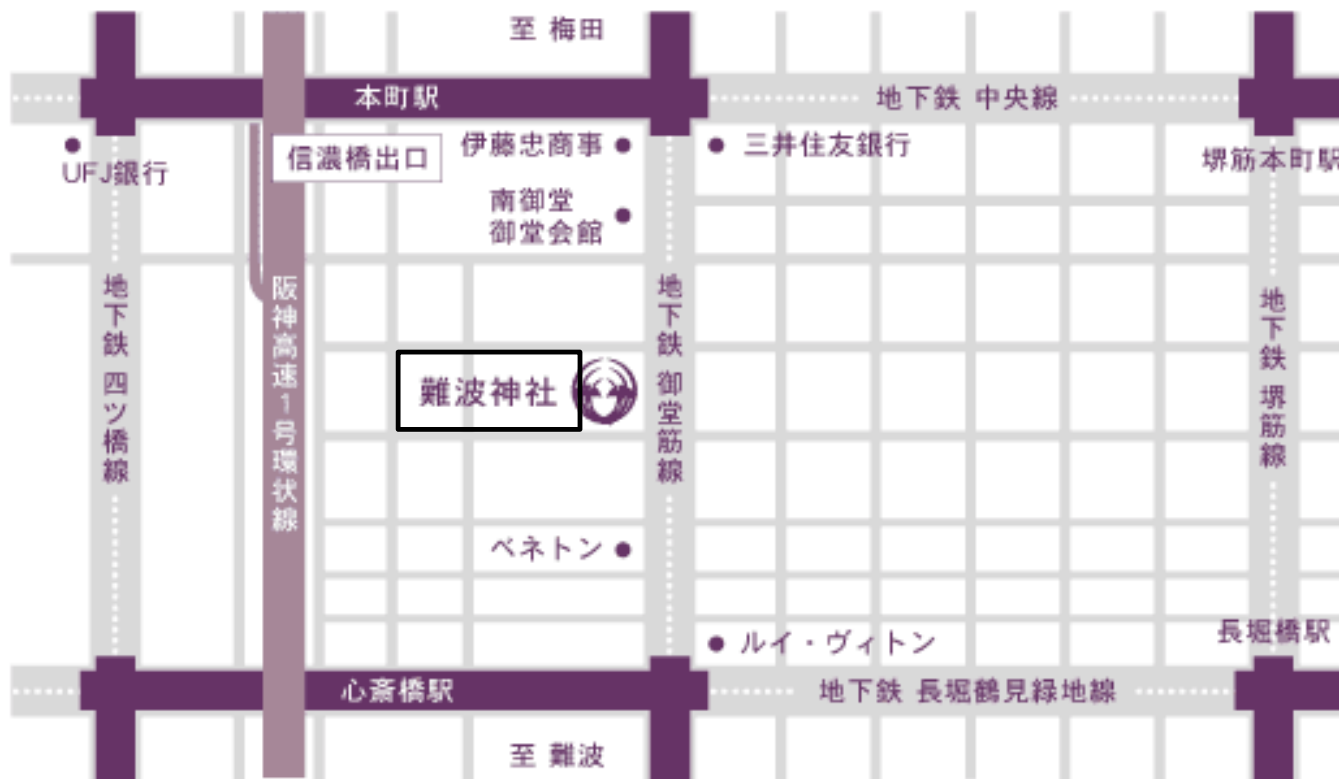 至 梅田
本町駅
地下鉄 中央線
信濃橋出口
伊藤忠商事
三井住友銀行
UFJ銀行
堺筋本町駅
南御堂
御堂会館
地下鉄 四ツ橋線
阪神高速1号環状線
地下鉄 御堂筋線
地下鉄 堺筋線
難波神社
ベネトン
ルイ・ヴィトン
長堀橋駅
心斎橋駅
地下鉄 長堀鶴見緑地線
至 難波